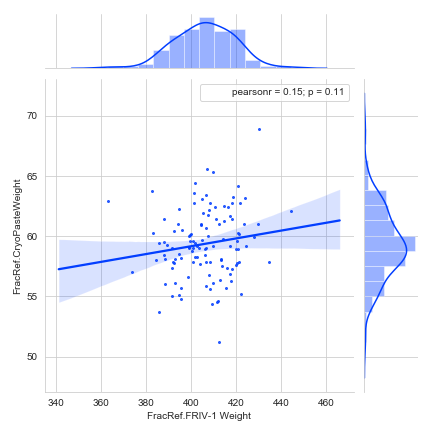 pearsonr = 0.15; p = 0.11
70
65
60
55
50
FracRef.CryoPasteWeight
340 360 380 400 420 440 460
FracRef.FRIV-1 Weight